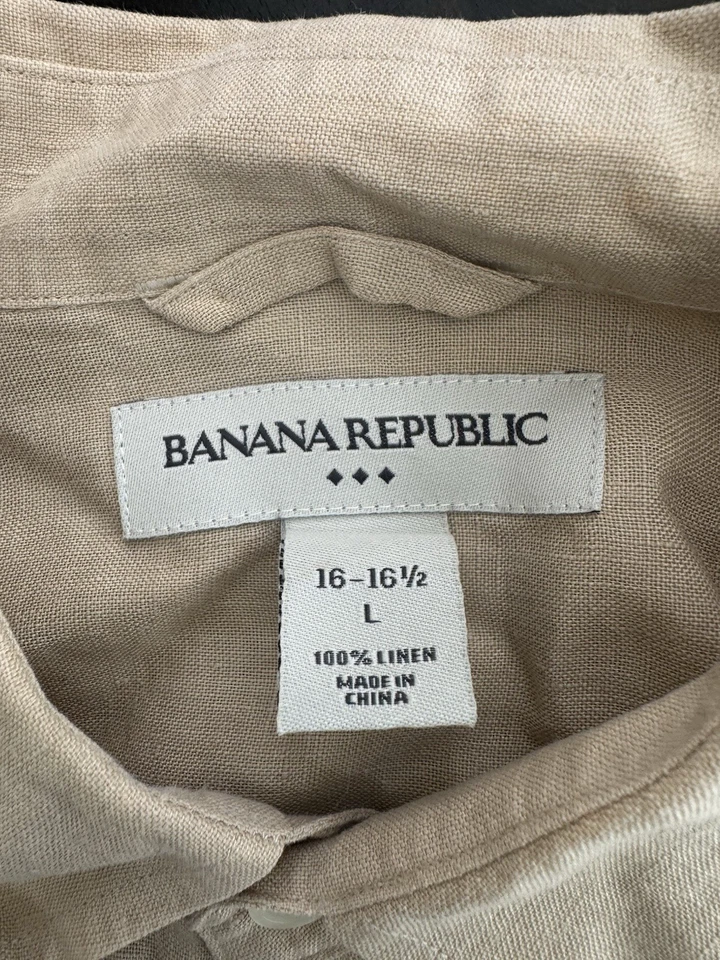 BANANA REPUBLIC
16-16½
L
100% LINEN
MADE IN
CHINA